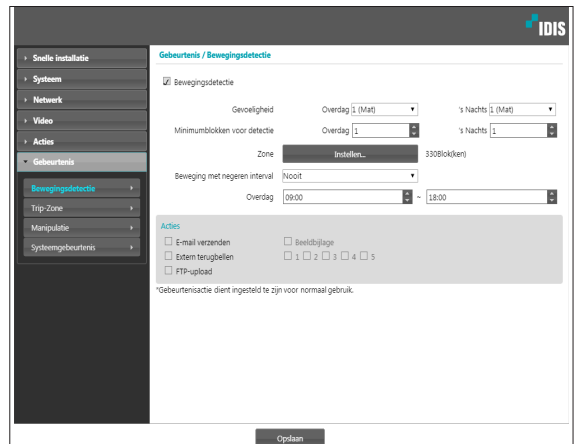 IDIS
Snelle installatie
Systeem
Netwerk
Video
Acties
Gebeurtenis
Bewegingsdetectie
Trip-Zone
Manipulatie
Systeemgebeurtenis
Gebeurtenis / Bewegingsdetectie
Bewegingsdetectie
Gevoeligheid Overdag 1 (Mat) 's Nachts 1 (Mat)
Minimumblokken voor detectie Overdag 1 's Nachts 1
Zone Instellen... 330Blok(ken)
Beweging met negeren interval Nooit
Overdag 09:00 ~ 18:00
Acties
E-mail verzenden Beeldbijlage
Extern terugbellen 1 2 3 4 5
FTP-upload
*Gebeurtenisactie dient ingesteld te zijn voor normaal gebruik.
Opslaan